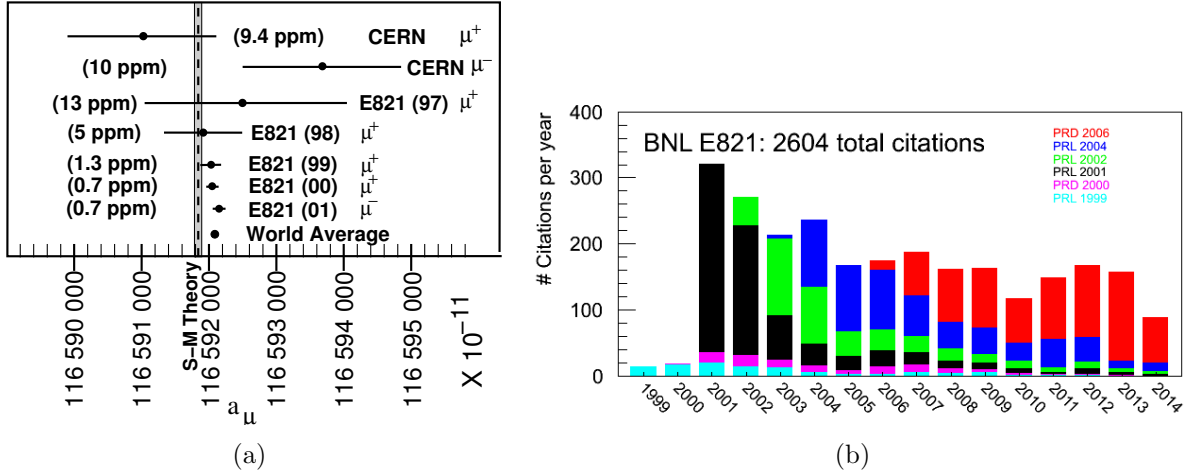 (9.4 ppm) CERN μ+
(10 ppm) CERN μ−
(13 ppm) E821 (97) μ+
(5 ppm) E821 (98) μ+
(1.3 ppm) E821 (99) μ+
(0.7 ppm) E821 (00) μ+
(0.7 ppm) E821 (01) μ−
World Average
116 590 000
116 591 000
S–M Theory
116 592 000
116 593 000
116 594 000
116 595 000
X 10−11
aμ
(a)
# Citations per year
400
300
200
100
0
BNL E821: 2604 total citations
PRD 2006
PRL 2004
PRL 2002
PRL 2001
PRD 2000
PRL 1999
1999 2000 2001 2002 2003 2004 2005 2006 2007 2008 2009 2010 2011 2012 2013 2014
(b)